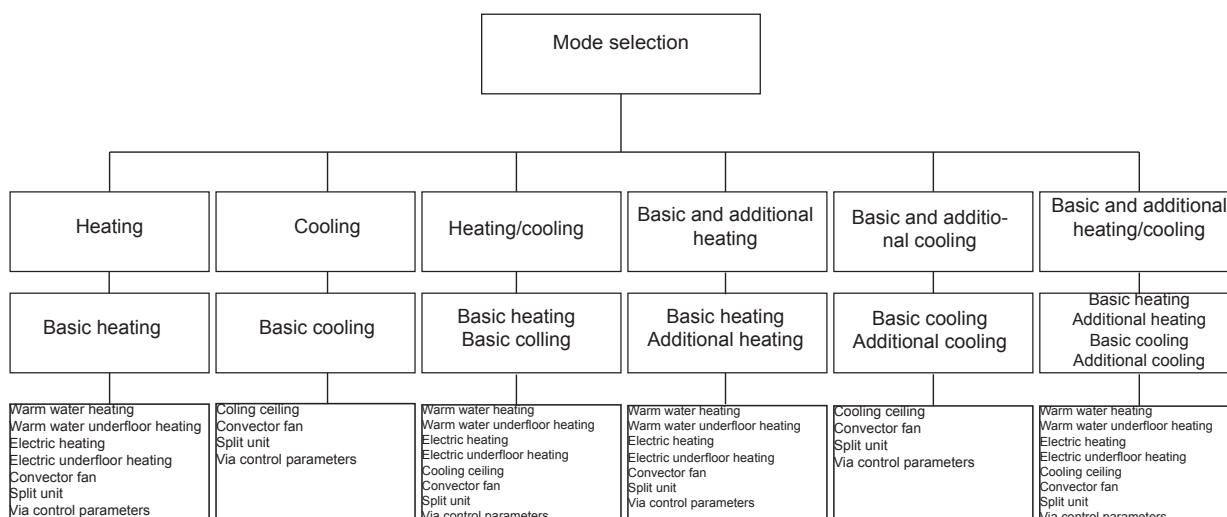 Mode selection
Heating
Cooling
Heating/cooling
Basic and additional
heating
Basic and additio-
nal cooling
Basic and additional
heating/cooling
Basic heating
Basic cooling
Basic heating
Basic colling
Basic heating
Additional heating
Basic cooling
Additional cooling
Basic heating
Additional heating
Basic cooling
Additional cooling
Warm water heating
Warm water underfloor heating
Electric heating
Electric underfloor heating
Convector fan
Split unit
Via control parameters
Coling ceiling
Convector fan
Split unit
Via control parameters
Warm water heating
Warm water underfloor heating
Electric heating
Electric underfloor heating
Cooling ceiling
Convector fan
Split unit
Via control parameters
Warm water heating
Warm water underfloor heating
Electric heating
Electric underfloor heating
Convector fan
Split unit
Via control parameters
Cooling ceiling
Convector fan
Split unit
Via control parameters
Warm water heating
Warm water underfloor heating
Electric heating
Electric underfloor heating
Cooling ceiling
Convector fan
Split unit
Via control parameters